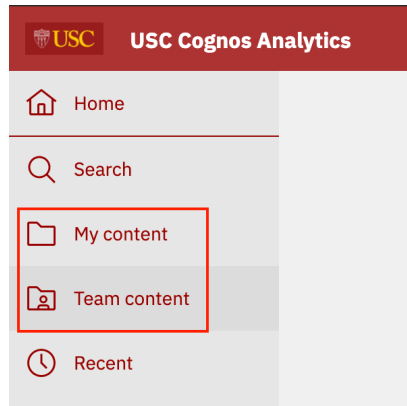 USC USC Cognos Analytics
Home
Search
My content
Team content
Recent